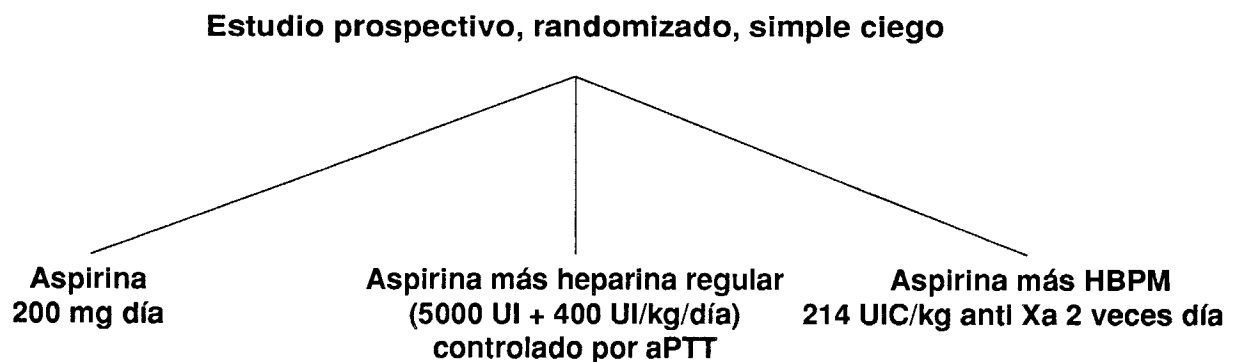 Estudio prospectivo, randomizado, simple ciego
Aspirina
200 mg día
Aspirina más heparina regular
(5000 UI + 400 UI/kg/día)
controlado por aPTT
Aspirina más HBPM
214 UIC/kg anti Xa 2 veces día